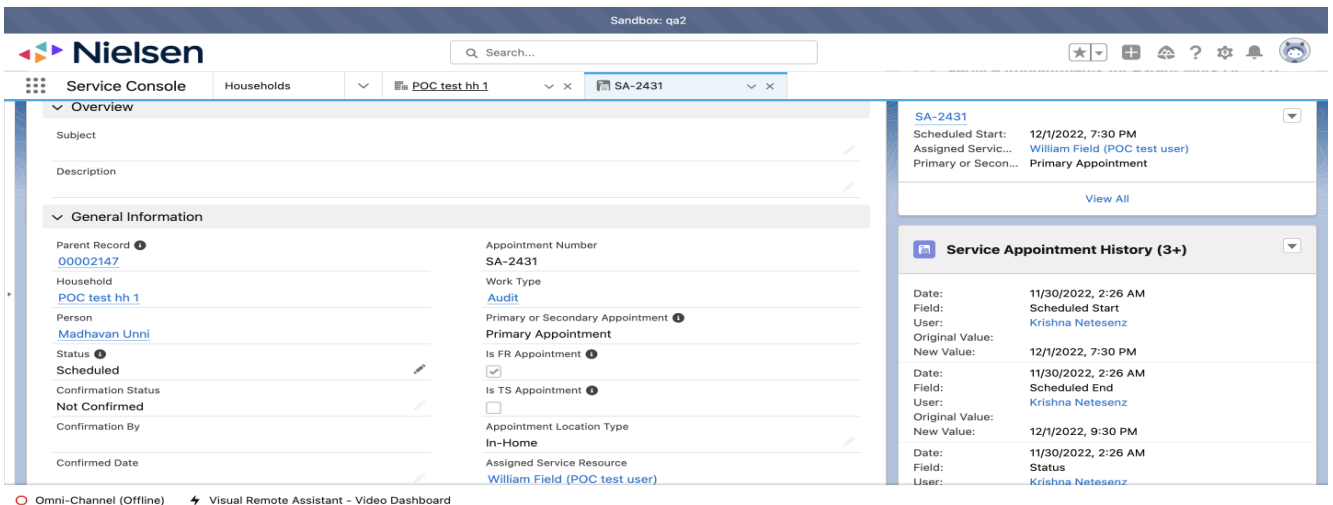 Sandbox: qa2
Nielsen
Search...
Service Console
Households
POC test hh 1
SA-2431
Overview
Subject
Description
General Information
Parent Record
00002147
Household
POC test hh 1
Person
Madhavan Unni
Status
Scheduled
Confirmation Status
Not Confirmed
Confirmation By
Confirmed Date
Appointment Number
SA-2431
Work Type
Audit
Primary or Secondary Appointment
Primary Appointment
Is FR Appointment
Is TS Appointment
Appointment Location Type
In-Home
Assigned Service Resource
William Field (POC test user)
SA-2431
Scheduled Start: 12/1/2022, 7:30 PM
Assigned Servic... William Field (POC test user)
Primary or Secon... Primary Appointment
View All
Service Appointment History (3+)
Date: 11/30/2022, 2:26 AM
Field: Scheduled Start
User: Krishna Netesenz
Original Value:
New Value: 12/1/2022, 7:30 PM
Date: 11/30/2022, 2:26 AM
Field: Scheduled End
User: Krishna Netesenz
Original Value:
New Value: 12/1/2022, 9:30 PM
Date: 11/30/2022, 2:26 AM
Field: Status
User: Krishna Netesenz
Omni-Channel (Offline)
Visual Remote Assistant - Video Dashboard